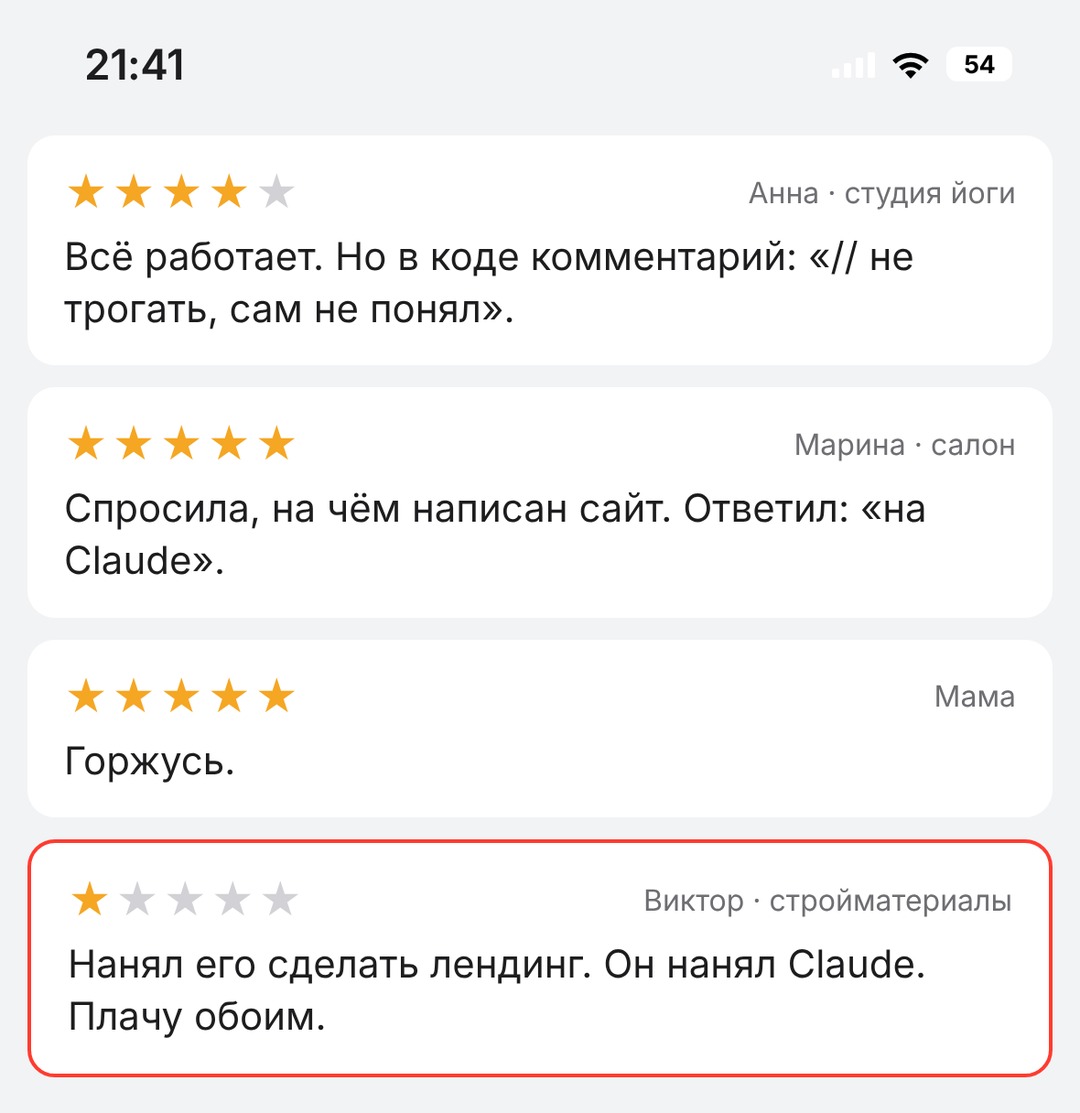 21:41
54
Анна · студия йоги
Всё работает. Но в коде комментарий: «// не
трогать, сам не понял».
Марина · салон
Спросила, на чём написан сайт. Ответил: «на
Claude».
Мама
Горжусь.
Виктор · стройматериалы
Нанял его сделать лендинг. Он нанял Claude.
Плачу обоим.